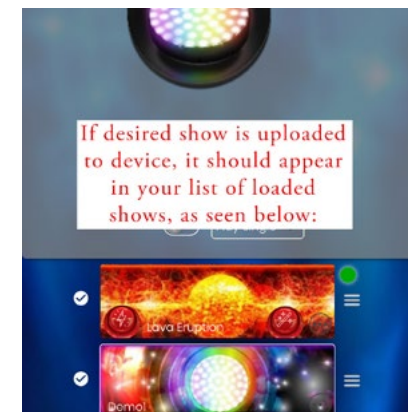 If desired show is uploaded
to device, it should appear
in your list of loaded
shows, as seen below:
Lava Eruption
Demo!